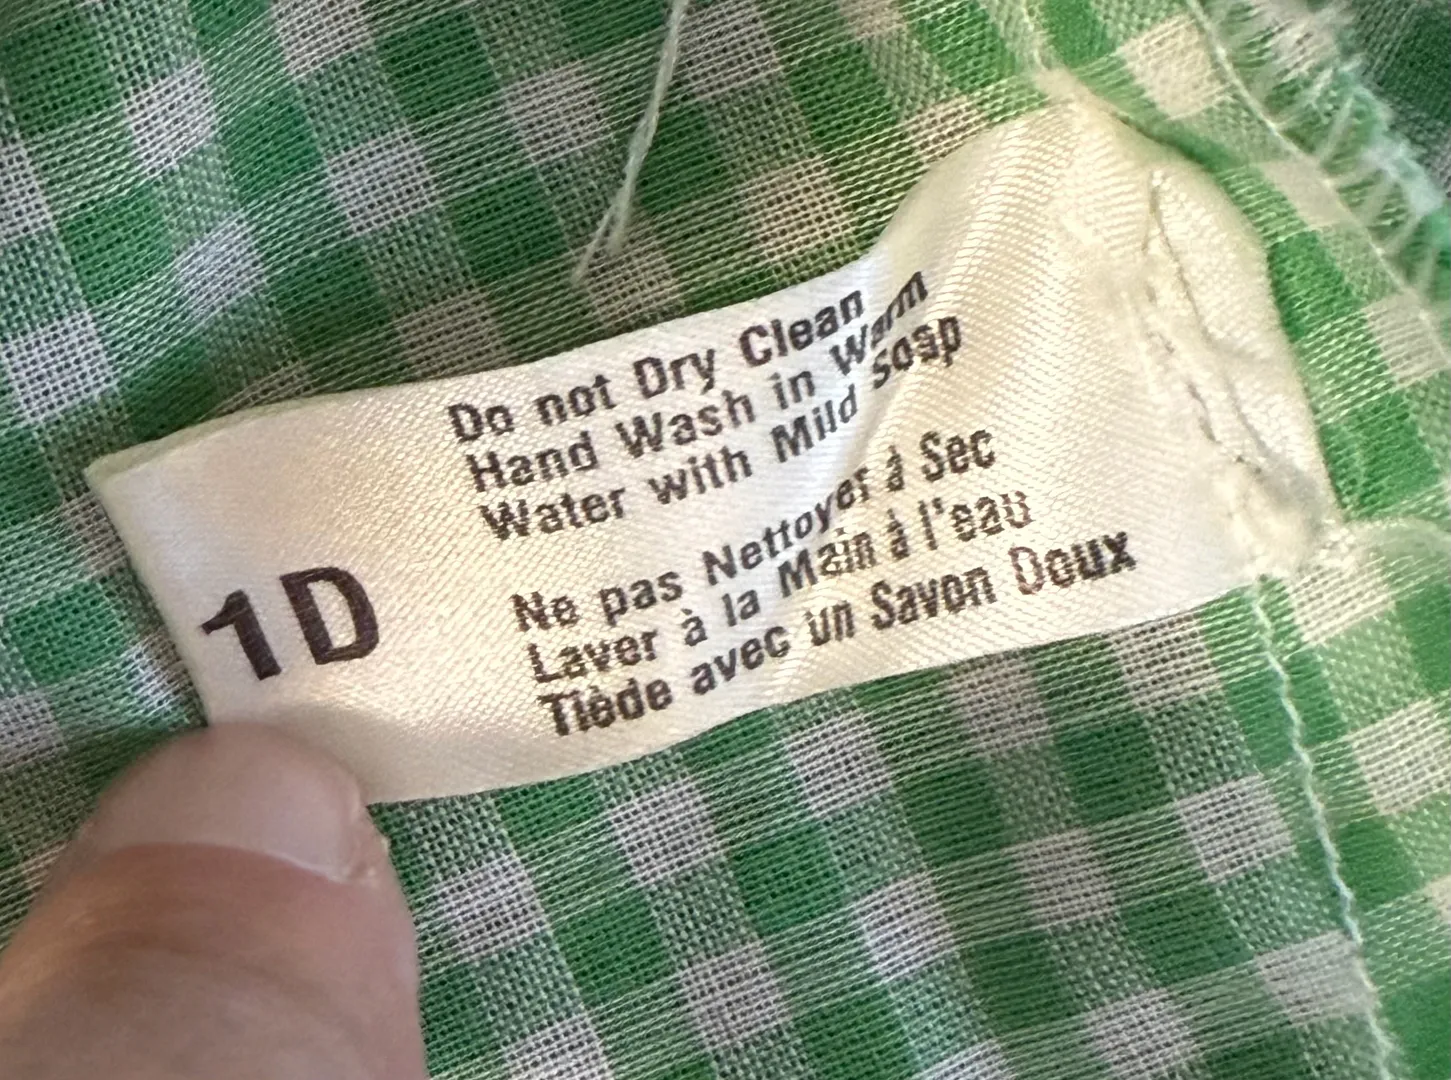 Do not Dry Clean
Hand Wash in Warm
Water with Mild soap
Ne pas Nettoyer à Sec
Laver à la Main à l'eau
Tiède avec un Savon Doux
1D